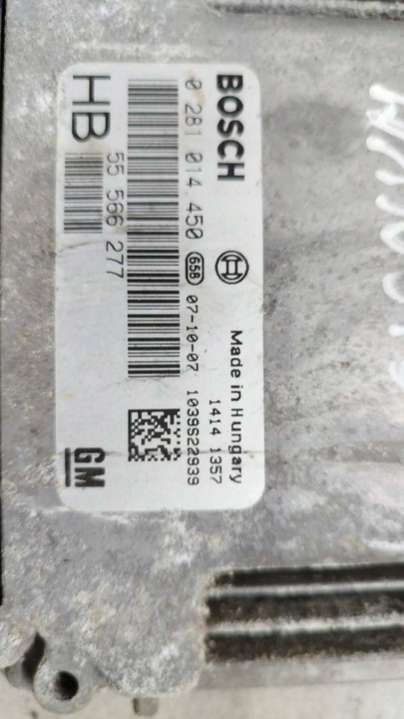 BOSCH
Made in Hungary
1414 1357
0 281 014 450
658
07-10-07
1039S22939
HB
55 566 277
GM